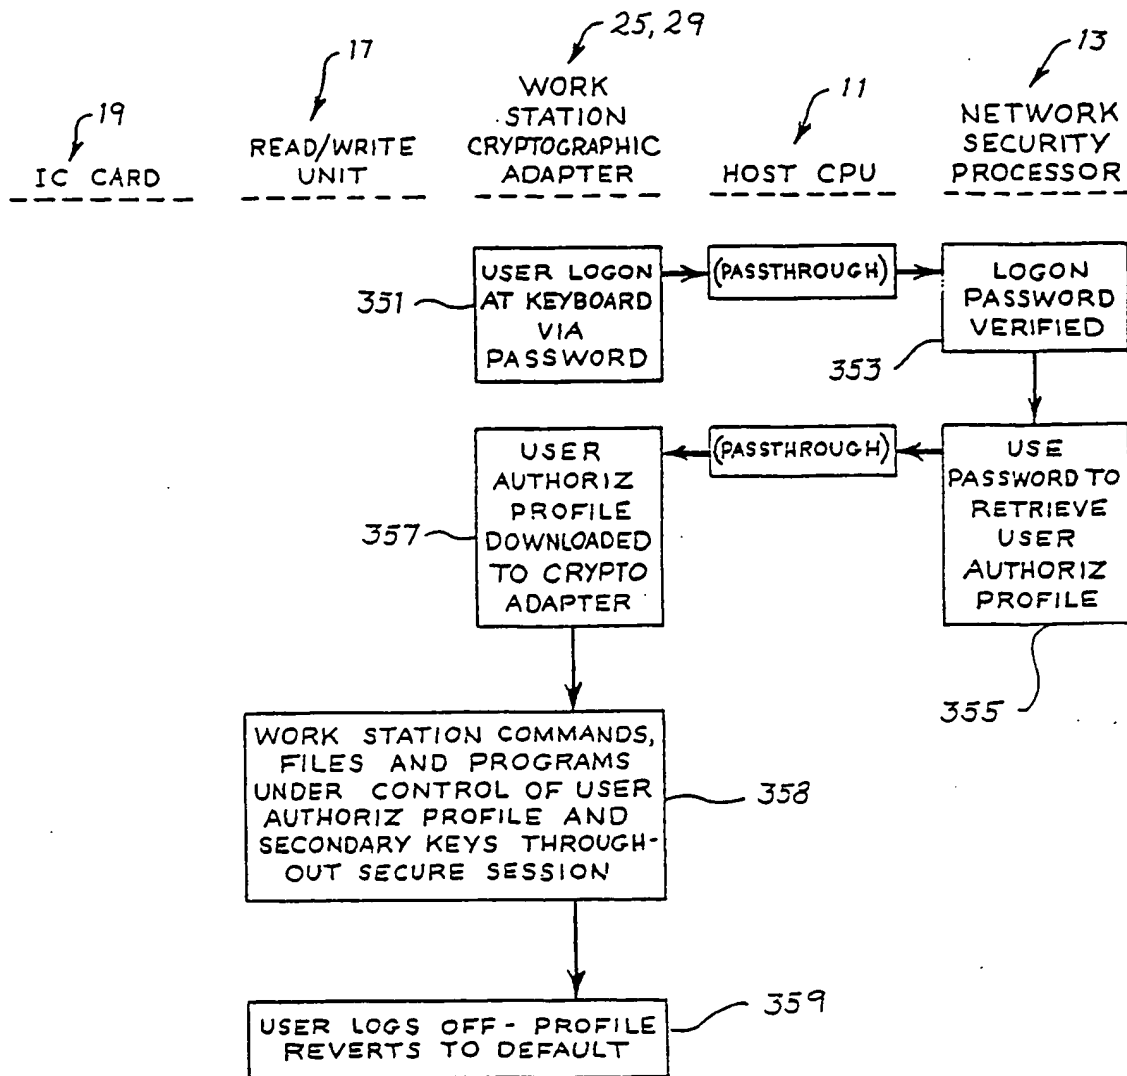 19
IC CARD
17
READ/WRITE
UNIT
25, 29
WORK
STATION
CRYPTOGRAPHIC
ADAPTER
11
HOST CPU
13
NETWORK
SECURITY
PROCESSOR
351
USER LOGON
AT KEYBOARD
VIA
PASSWORD
(PASSTHROUGH)
LOGON
PASSWORD
VERIFIED
353
357
USER
AUTHORIZ
PROFILE
DOWNLOADED
TO CRYPTO
ADAPTER
(PASSTHROUGH)
USE
PASSWORD TO
RETRIEVE
USER
AUTHORIZ
PROFILE
355
WORK STATION COMMANDS,
FILES AND PROGRAMS
UNDER CONTROL OF USER
AUTHORIZ PROFILE AND
SECONDARY KEYS THROUGH-
OUT SECURE SESSION
358
USER LOGS OFF - PROFILE
REVERTS TO DEFAULT
359